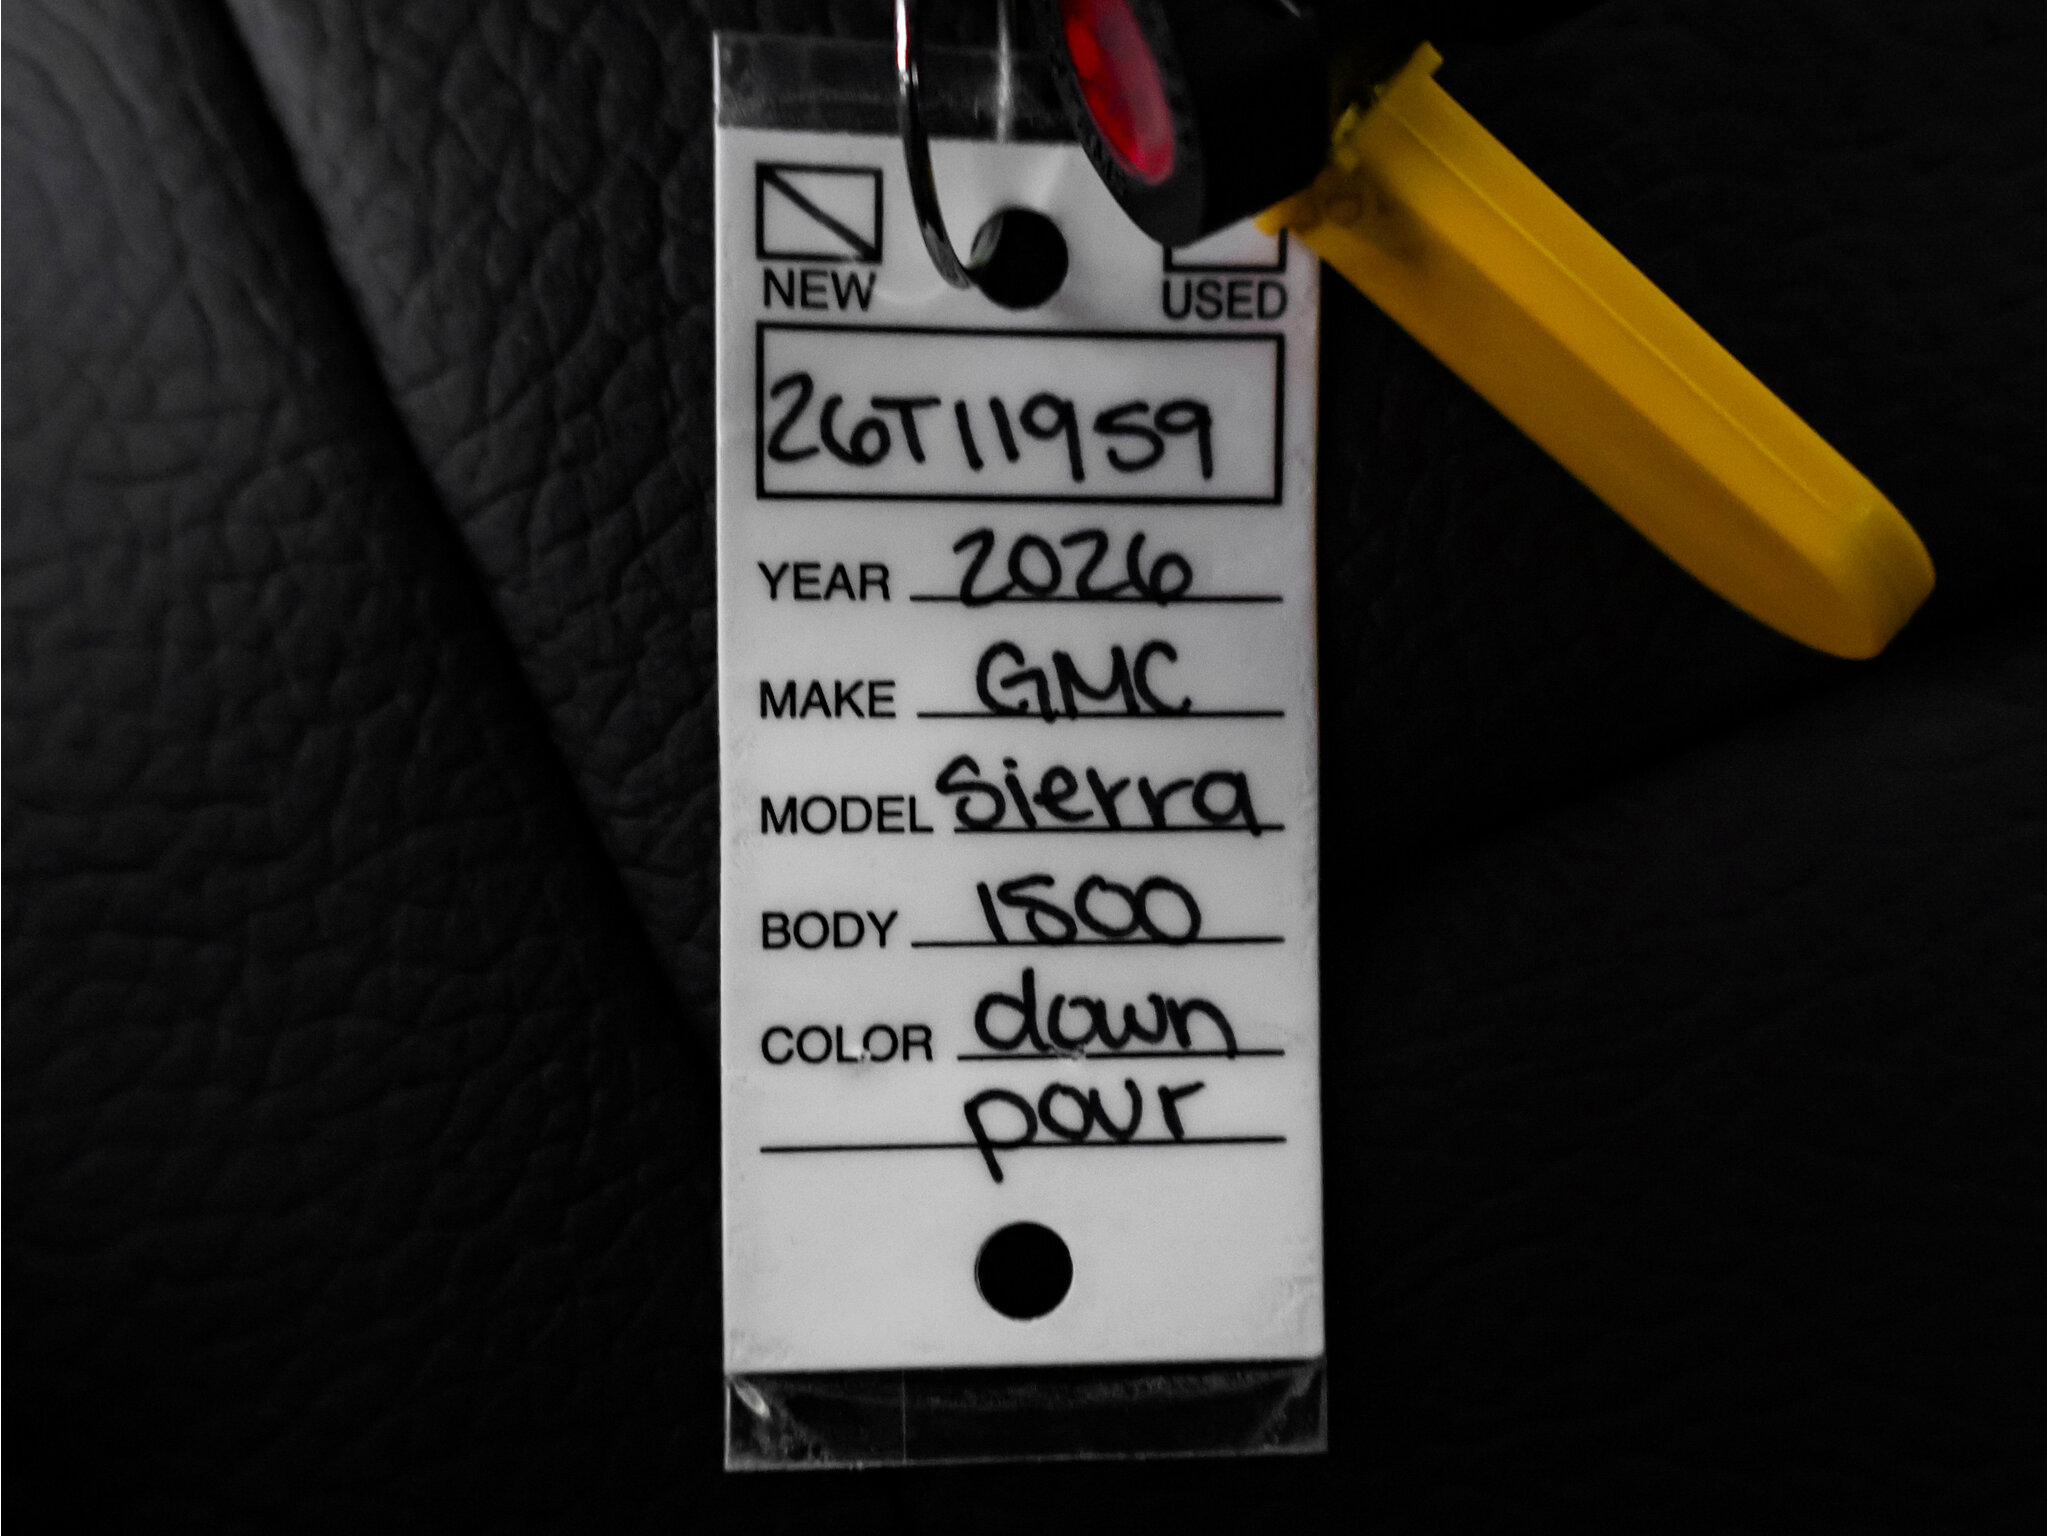 NEW USED
26T11959
YEAR 2026
MAKE GMC
MODEL Sierra
BODY 1500
COLOR down
pour